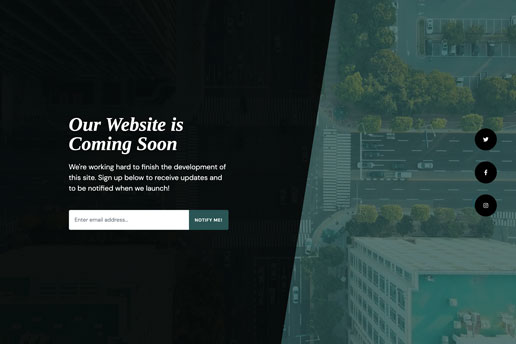 Our Website is
Coming Soon
We're working hard to finish the development of
this site. Sign up below to receive updates and
to be notified when we launch!
Enter email address... NOTIFY ME!